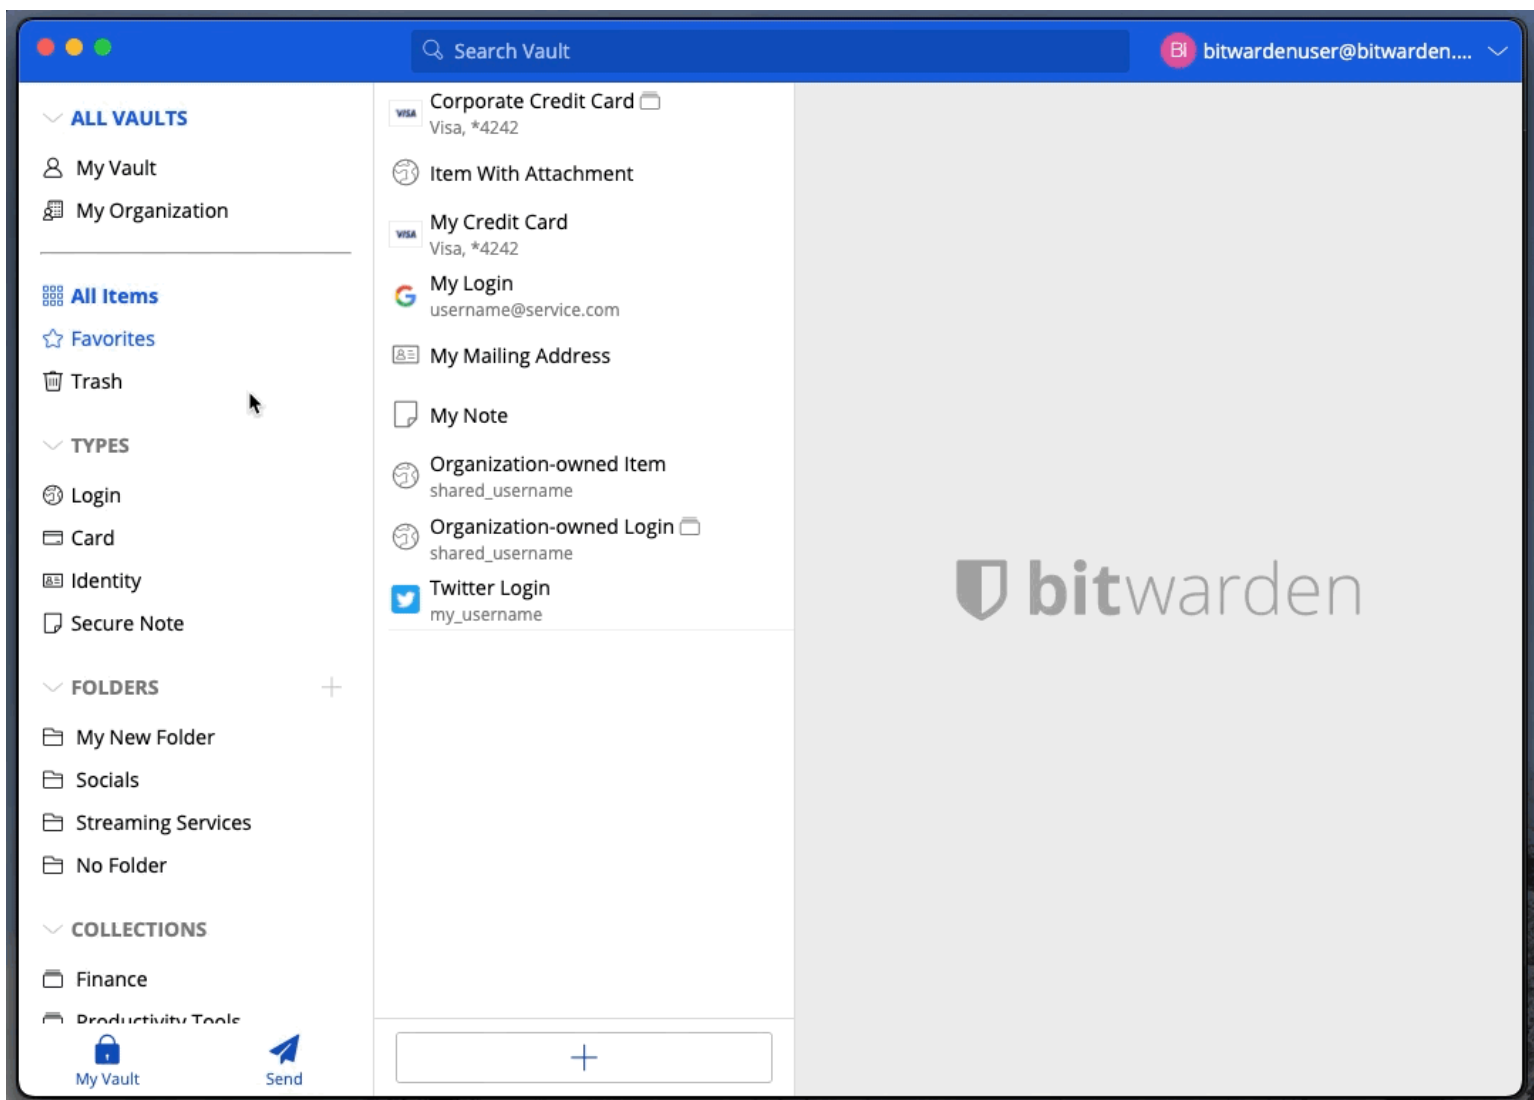 Search Vault
BI bitwardenuser@bitwarden....
ALL VAULTS
My Vault
My Organization
All Items
Favorites
Trash
TYPES
Login
Card
Identity
Secure Note
FOLDERS
My New Folder
Socials
Streaming Services
No Folder
COLLECTIONS
Finance
Productivity Tools
My Vault
Send
VISA Corporate Credit Card
Visa, *4242
Item With Attachment
VISA My Credit Card
Visa, *4242
My Login
username@service.com
My Mailing Address
My Note
Organization-owned Item
shared_username
Organization-owned Login
shared_username
Twitter Login
my_username
bitwarden